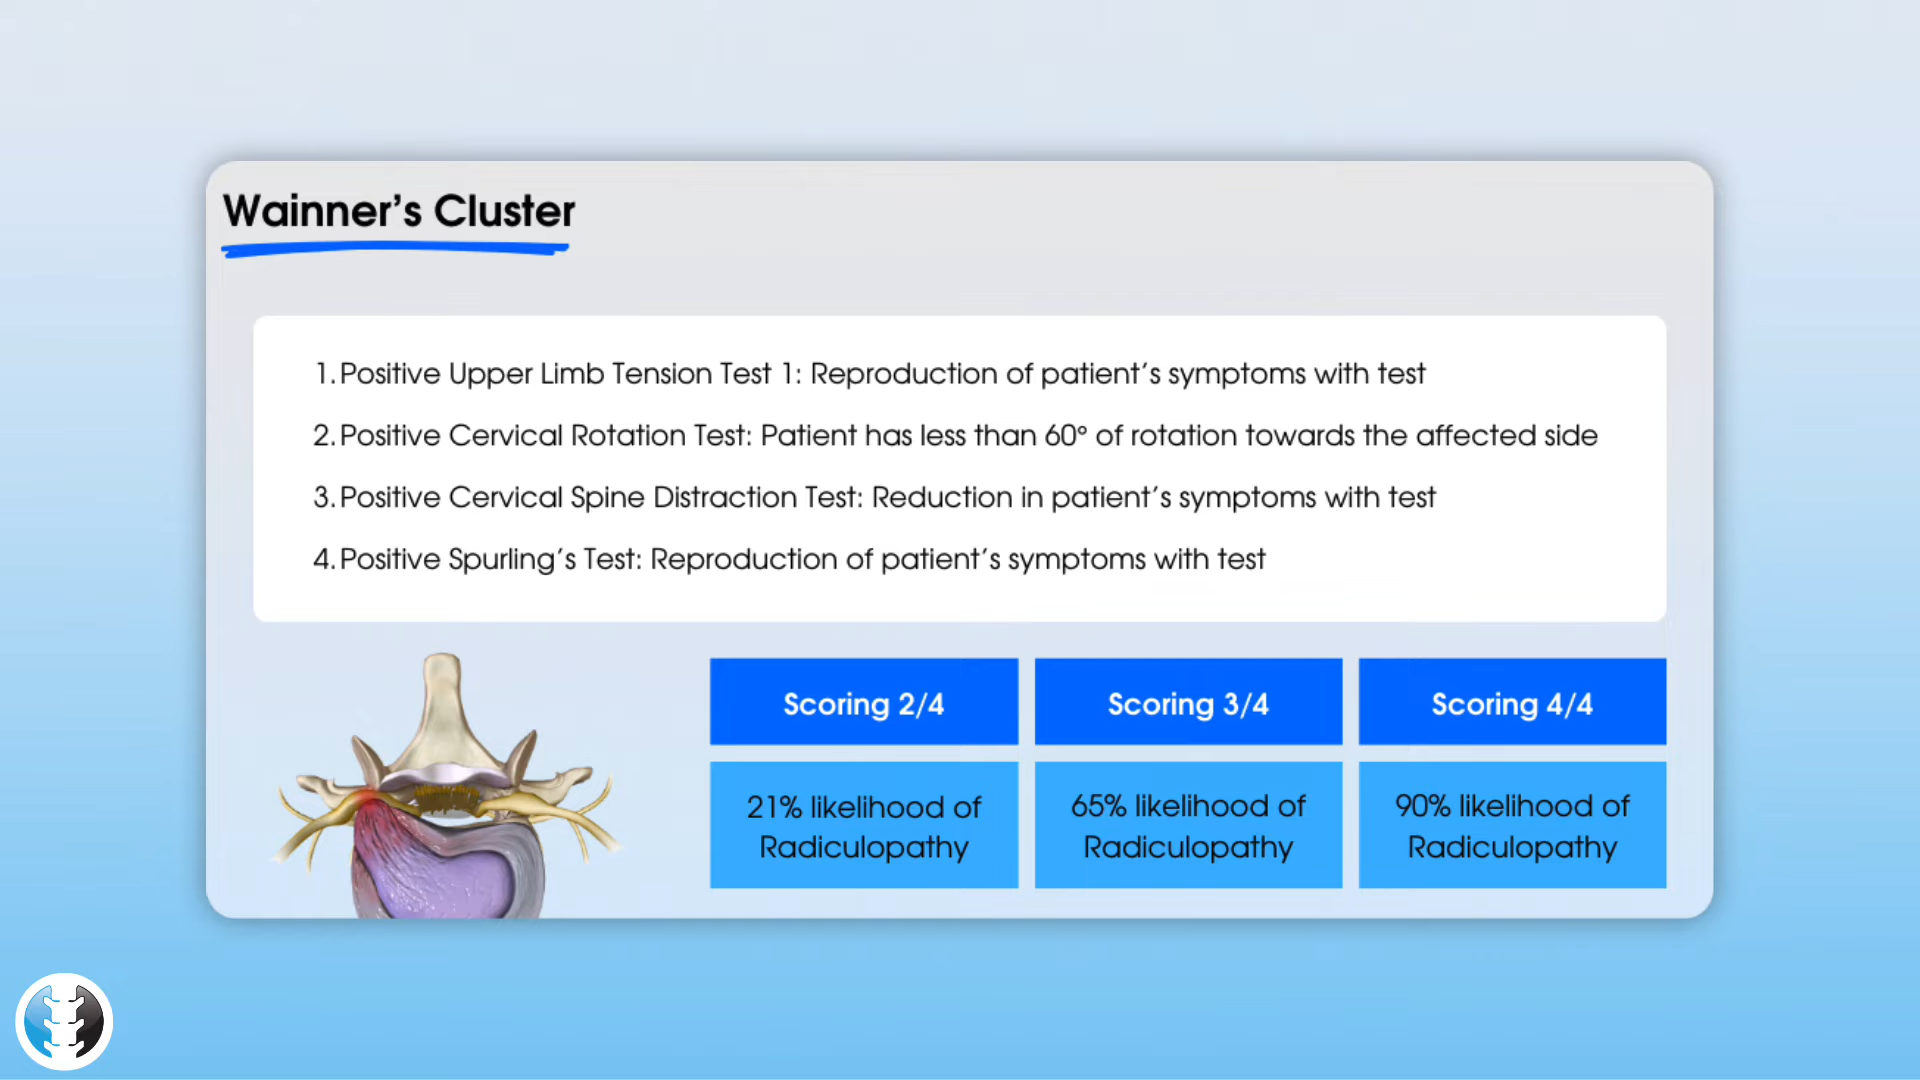 Wainner’s Cluster
1. Positive Upper Limb Tension Test 1: Reproduction of patient’s symptoms with test
2. Positive Cervical Rotation Test: Patient has less than 60° of rotation towards the affected side
3. Positive Cervical Spine Distraction Test: Reduction in patient’s symptoms with test
4. Positive Spurling’s Test: Reproduction of patient’s symptoms with test
Scoring 2/4
Scoring 3/4
Scoring 4/4
21% likelihood of
Radiculopathy
65% likelihood of
Radiculopathy
90% likelihood of
Radiculopathy